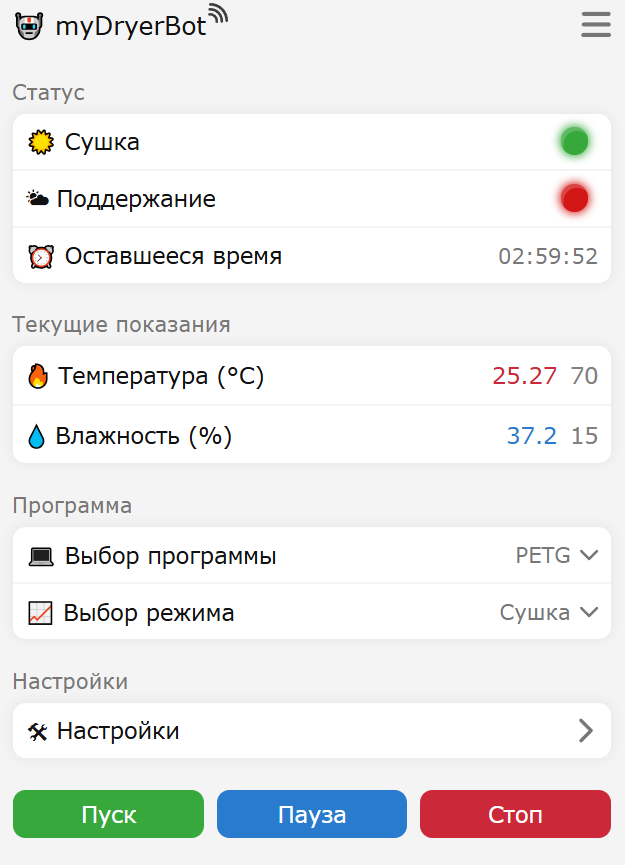 myDryerBot
Статус
Сушка
Поддержание
Оставшееся время 02:59:52
Текущие показания
Температура (°C) 25.27 70
Влажность (%) 37.2 15
Программа
Выбор программы PETG
Выбор режима Сушка
Настройки
Настройки
Пуск Пауза Стоп